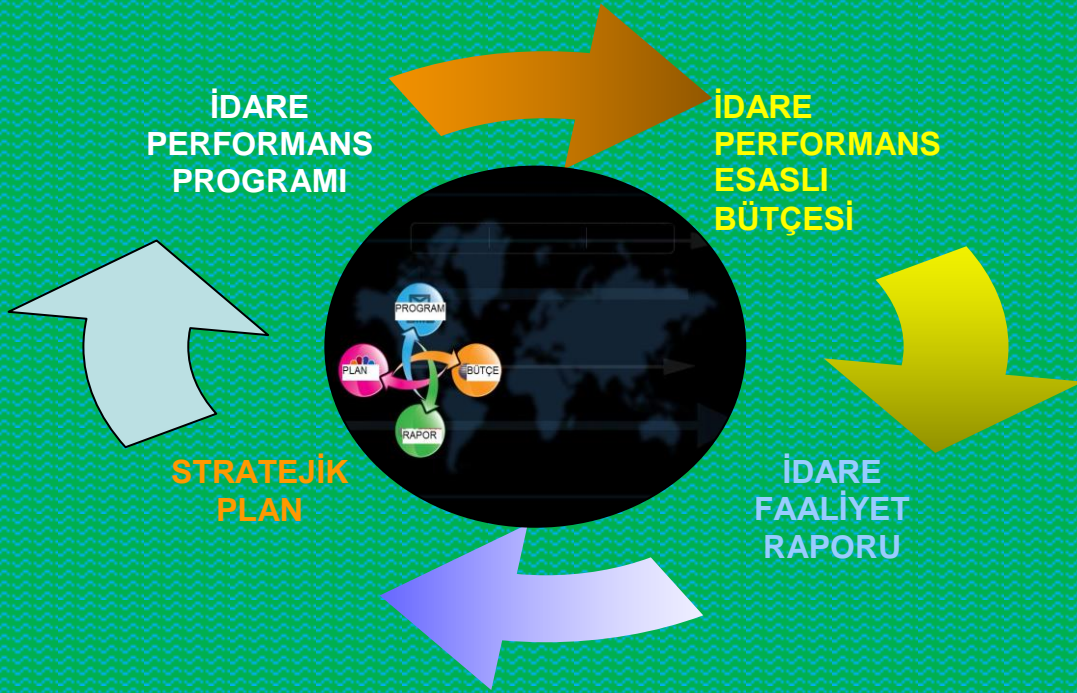 İDARE
PERFORMANS
PROGRAMI
İDARE
PERFORMANS
ESASLI
BÜTÇESİ
PROGRAM
PLAN
BÜTÇE
RAPOR
STRATEJİK
PLAN
İDARE
FAALİYET
RAPORU